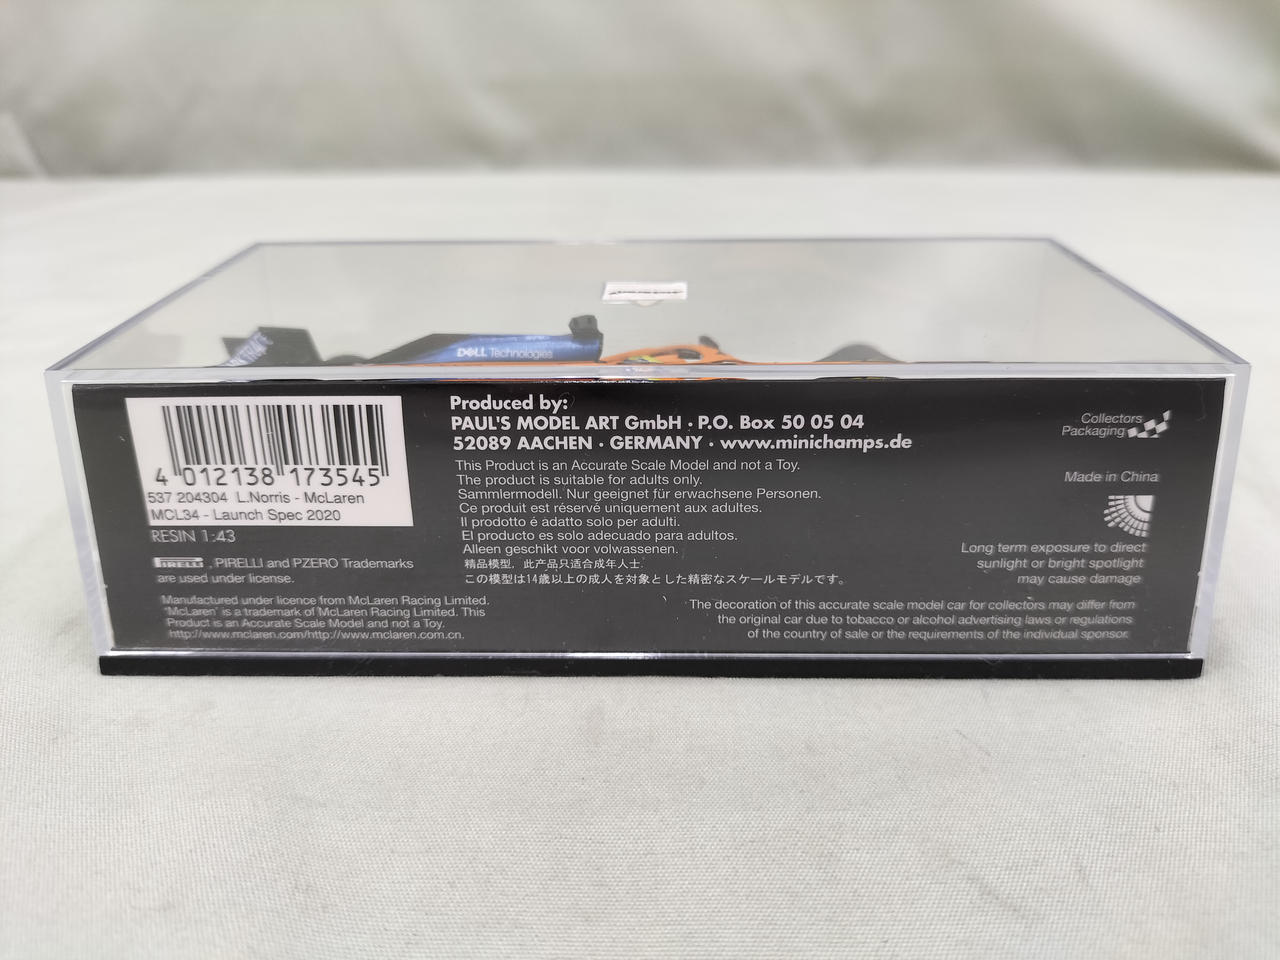 DELL Technologies
4 012138 173545
537 204304 L.Norris - McLaren
MCL34 - Launch Spec 2020
RESIN 1:43
PIRELLI , PIRELLI and PZERO Trademarks
are used under license.
Manufactured under licence from McLaren Racing Limited.
'McLaren' is a trademark of McLaren Racing Limited. This
Product is an Accurate Scale Model and not a Toy.
http://www.mclaren.com/http://www.mclaren.com.cn.
Produced by:
PAUL'S MODEL ART GmbH · P.O. Box 50 05 04
52089 AACHEN · GERMANY · www.minichamps.de
This Product is an Accurate Scale Model and not a Toy.
The product is suitable for adults only.
Sammlermodell. Nur geeignet für erwachsene Personen.
Ce produit est réservé uniquement aux adultes.
Il prodotto é adatto solo per adulti.
El producto es solo adecuado para adultos.
Alleen geschikt voor volwassenen.
精品模型，此产品只适合成年人士.
この模型は14歳以上の成人を対象とした精密なスケールモデルです。
Collectors
Packaging
Made in China
Long term exposure to direct
sunlight or bright spotlight
may cause damage
The decoration of this accurate scale model car for collectors may differ from
the original car due to tobacco or alcohol advertising laws or regulations
of the country of sale or the requirements of the individual sponsor.